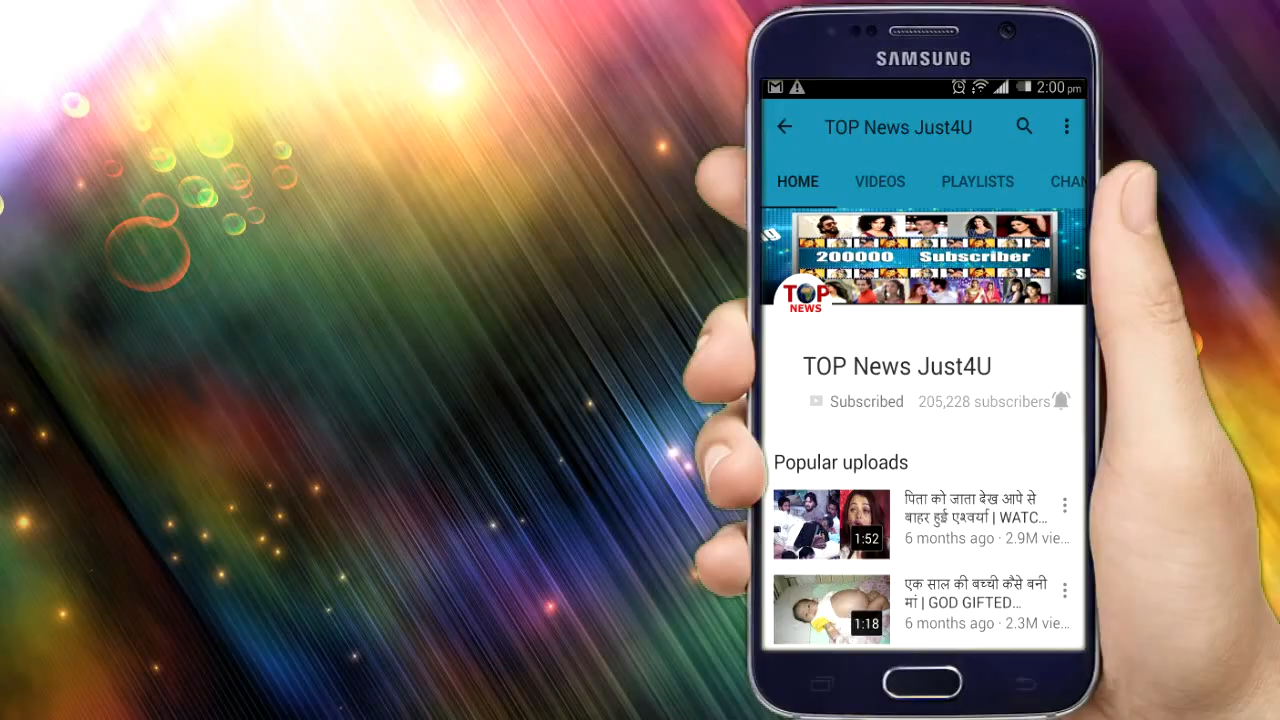 SAMSUNG
2:00 pm
TOP News Just4U
HOME VIDEOS PLAYLISTS CHAN
200000 Subscriber
TOP
NEWS
TOP News Just4U
Subscribed 205,228 subscribers
Popular uploads
पिता को जाता देख आपे से
बाहर हुई एश्वर्या | WATC...
6 months ago · 2.9M vie...
1:52
एक साल की बच्ची कैसे बनी
मां | GOD GIFTED...
6 months ago · 2.3M vie...
1:18